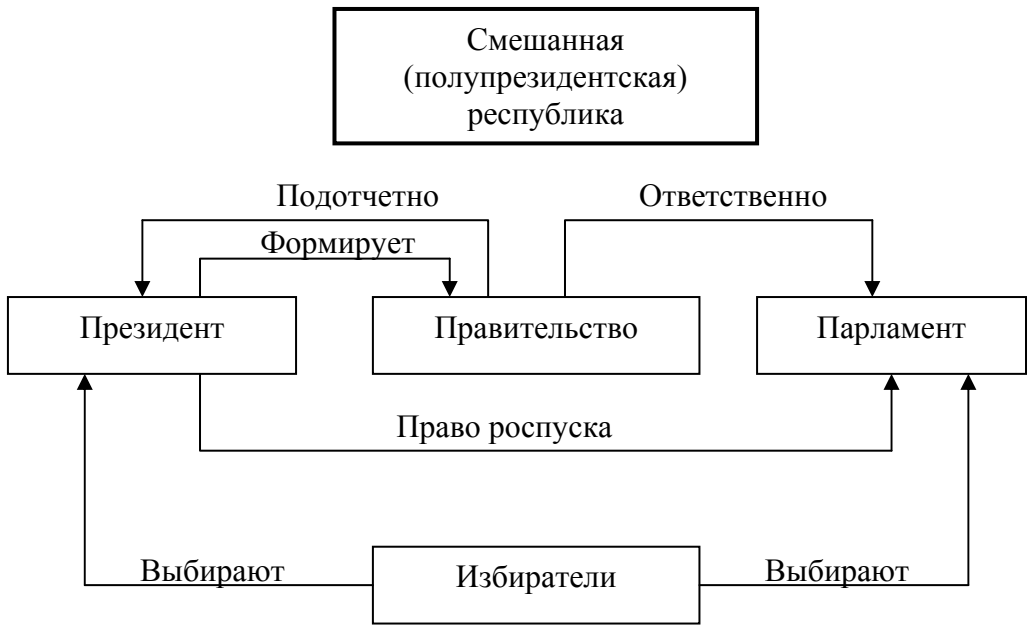 Смешанная
(полупрезидентская)
республика
Подотчетно
Ответственно
Формирует
Президент
Правительство
Парламент
Право роспуска
Выбирают
Избиратели
Выбирают